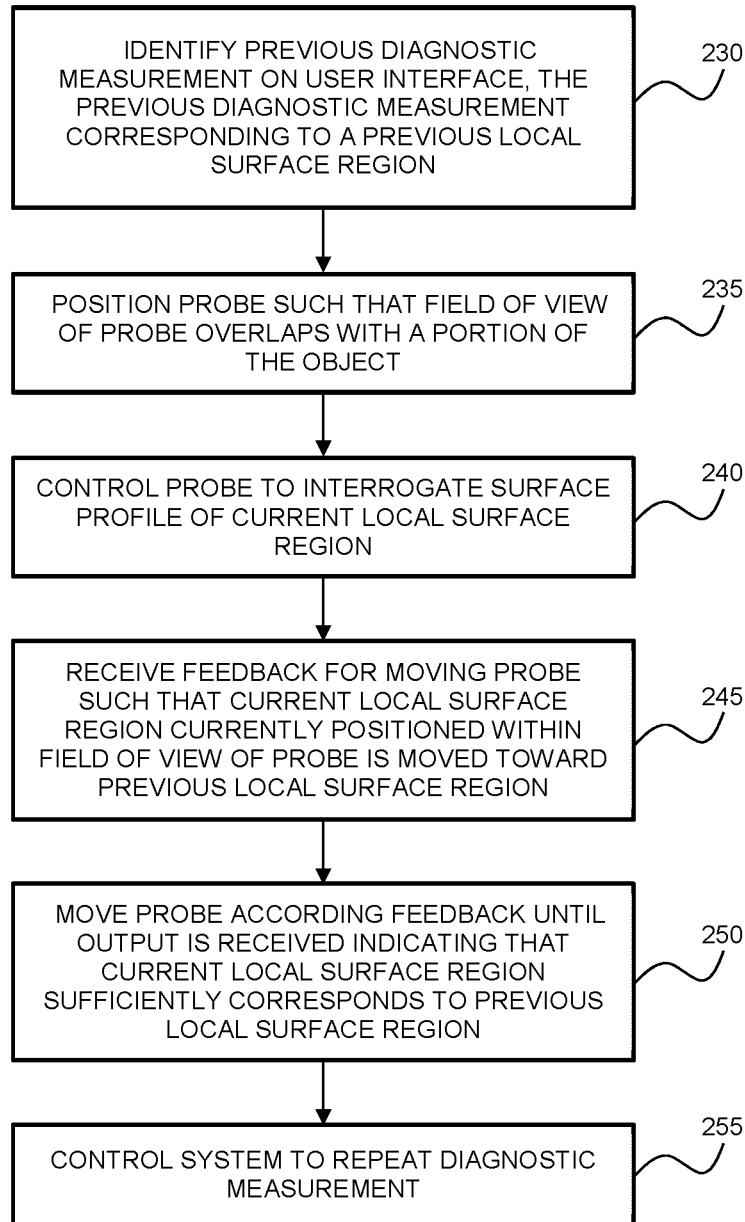 IDENTIFY PREVIOUS DIAGNOSTIC
MEASUREMENT ON USER INTERFACE, THE
PREVIOUS DIAGNOSTIC MEASUREMENT
CORRESPONDING TO A PREVIOUS LOCAL
SURFACE REGION
230
POSITION PROBE SUCH THAT FIELD OF VIEW
OF PROBE OVERLAPS WITH A PORTION OF
THE OBJECT
235
CONTROL PROBE TO INTERROGATE SURFACE
PROFILE OF CURRENT LOCAL SURFACE
REGION
240
RECEIVE FEEDBACK FOR MOVING PROBE
SUCH THAT CURRENT LOCAL SURFACE
REGION CURRENTLY POSITIONED WITHIN
FIELD OF VIEW OF PROBE IS MOVED TOWARD
PREVIOUS LOCAL SURFACE REGION
245
MOVE PROBE ACCORDING FEEDBACK UNTIL
OUTPUT IS RECEIVED INDICATING THAT
CURRENT LOCAL SURFACE REGION
SUFFICIENTLY CORRESPONDS TO PREVIOUS
LOCAL SURFACE REGION
250
CONTROL SYSTEM TO REPEAT DIAGNOSTIC
MEASUREMENT
255